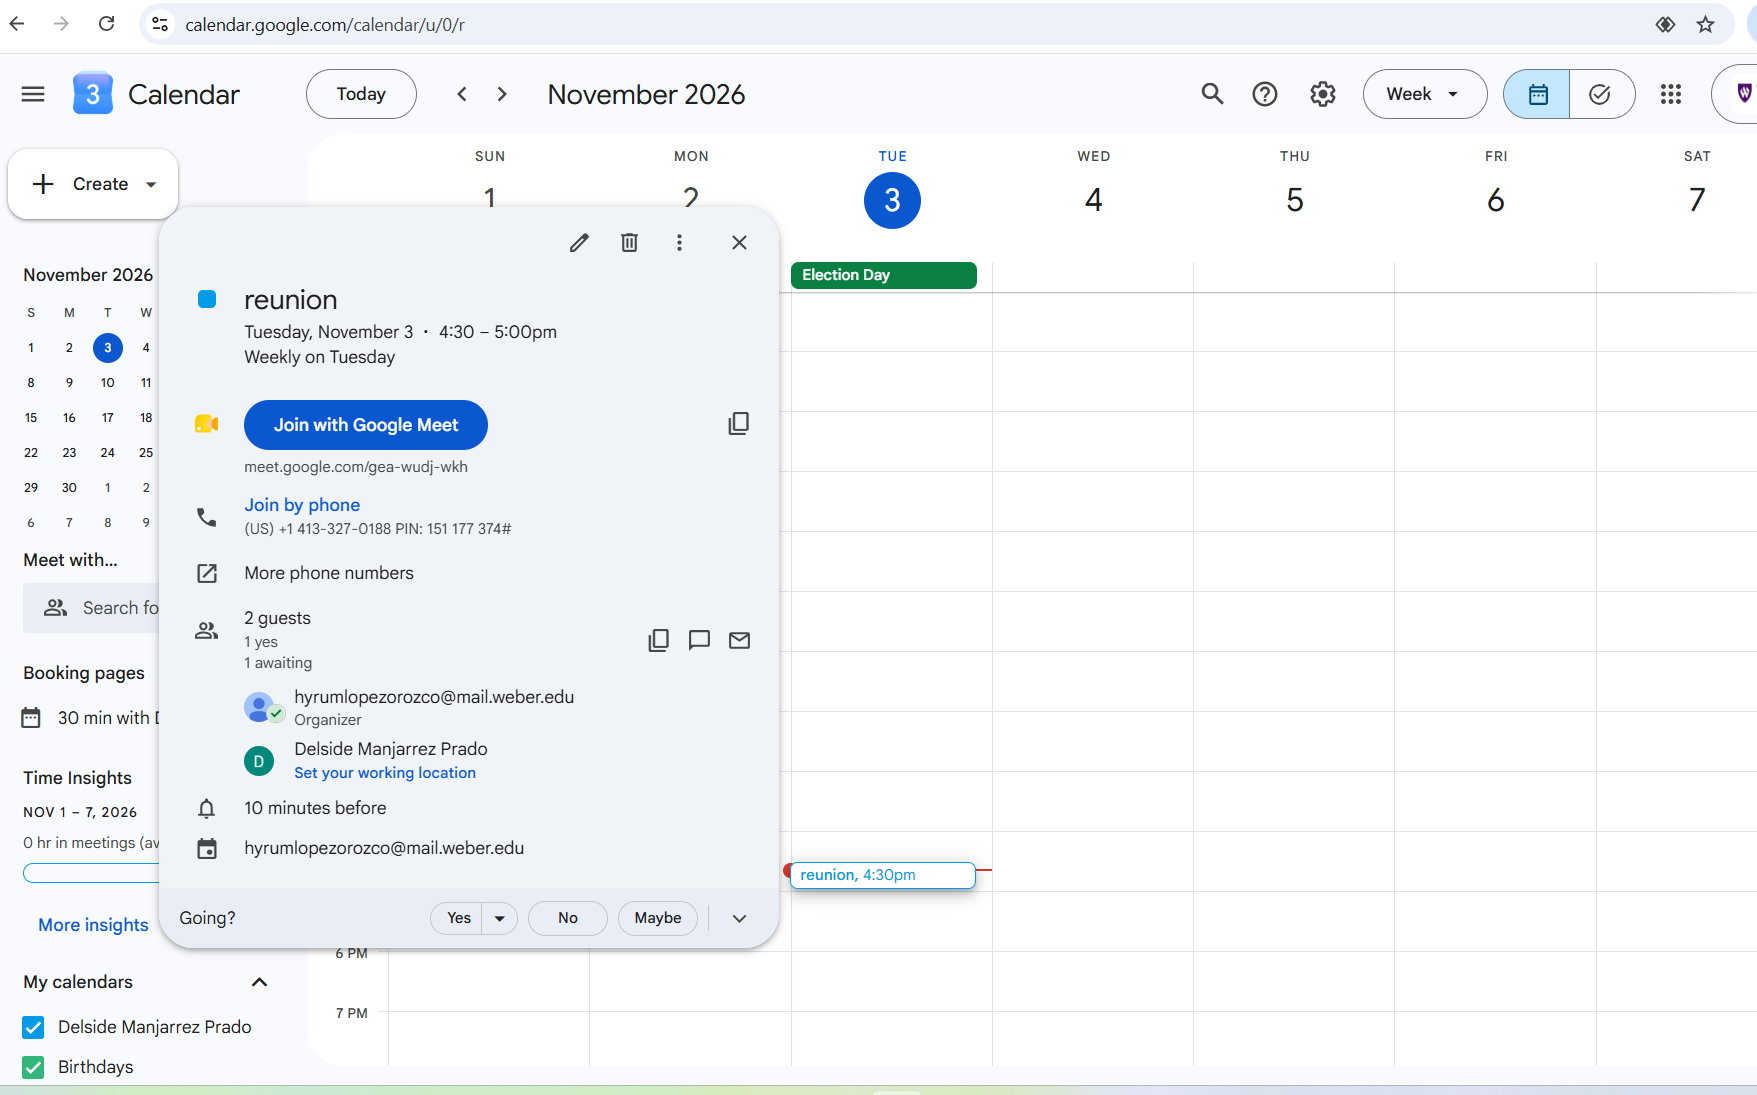 calendar.google.com/calendar/u/0/r
3 Calendar
Today
November 2026
Week
Create
SUN MON TUE WED THU FRI SAT
1 2 3 4 5 6 7
Election Day
November 2026
S M T W
1 2 3 4
8 9 10 11
15 16 17 18
22 23 24 25
29 30 1 2
6 7 8 9
Meet with...
Search fo
Booking pages
30 min with D
Time Insights
NOV 1 – 7, 2026
0 hr in meetings (av
More insights
My calendars
Delside Manjarrez Prado
Birthdays
reunion
Tuesday, November 3 · 4:30 – 5:00pm
Weekly on Tuesday
Join with Google Meet
meet.google.com/gea-wudj-wkh
Join by phone
(US) +1 413-327-0188 PIN: 151 177 374#
More phone numbers
2 guests
1 yes
1 awaiting
hyrumlopezorozco@mail.weber.edu
Organizer
D Delside Manjarrez Prado
Set your working location
10 minutes before
hyrumlopezorozco@mail.weber.edu
Going?
Yes No Maybe
reunion, 4:30pm
6 PM
7 PM